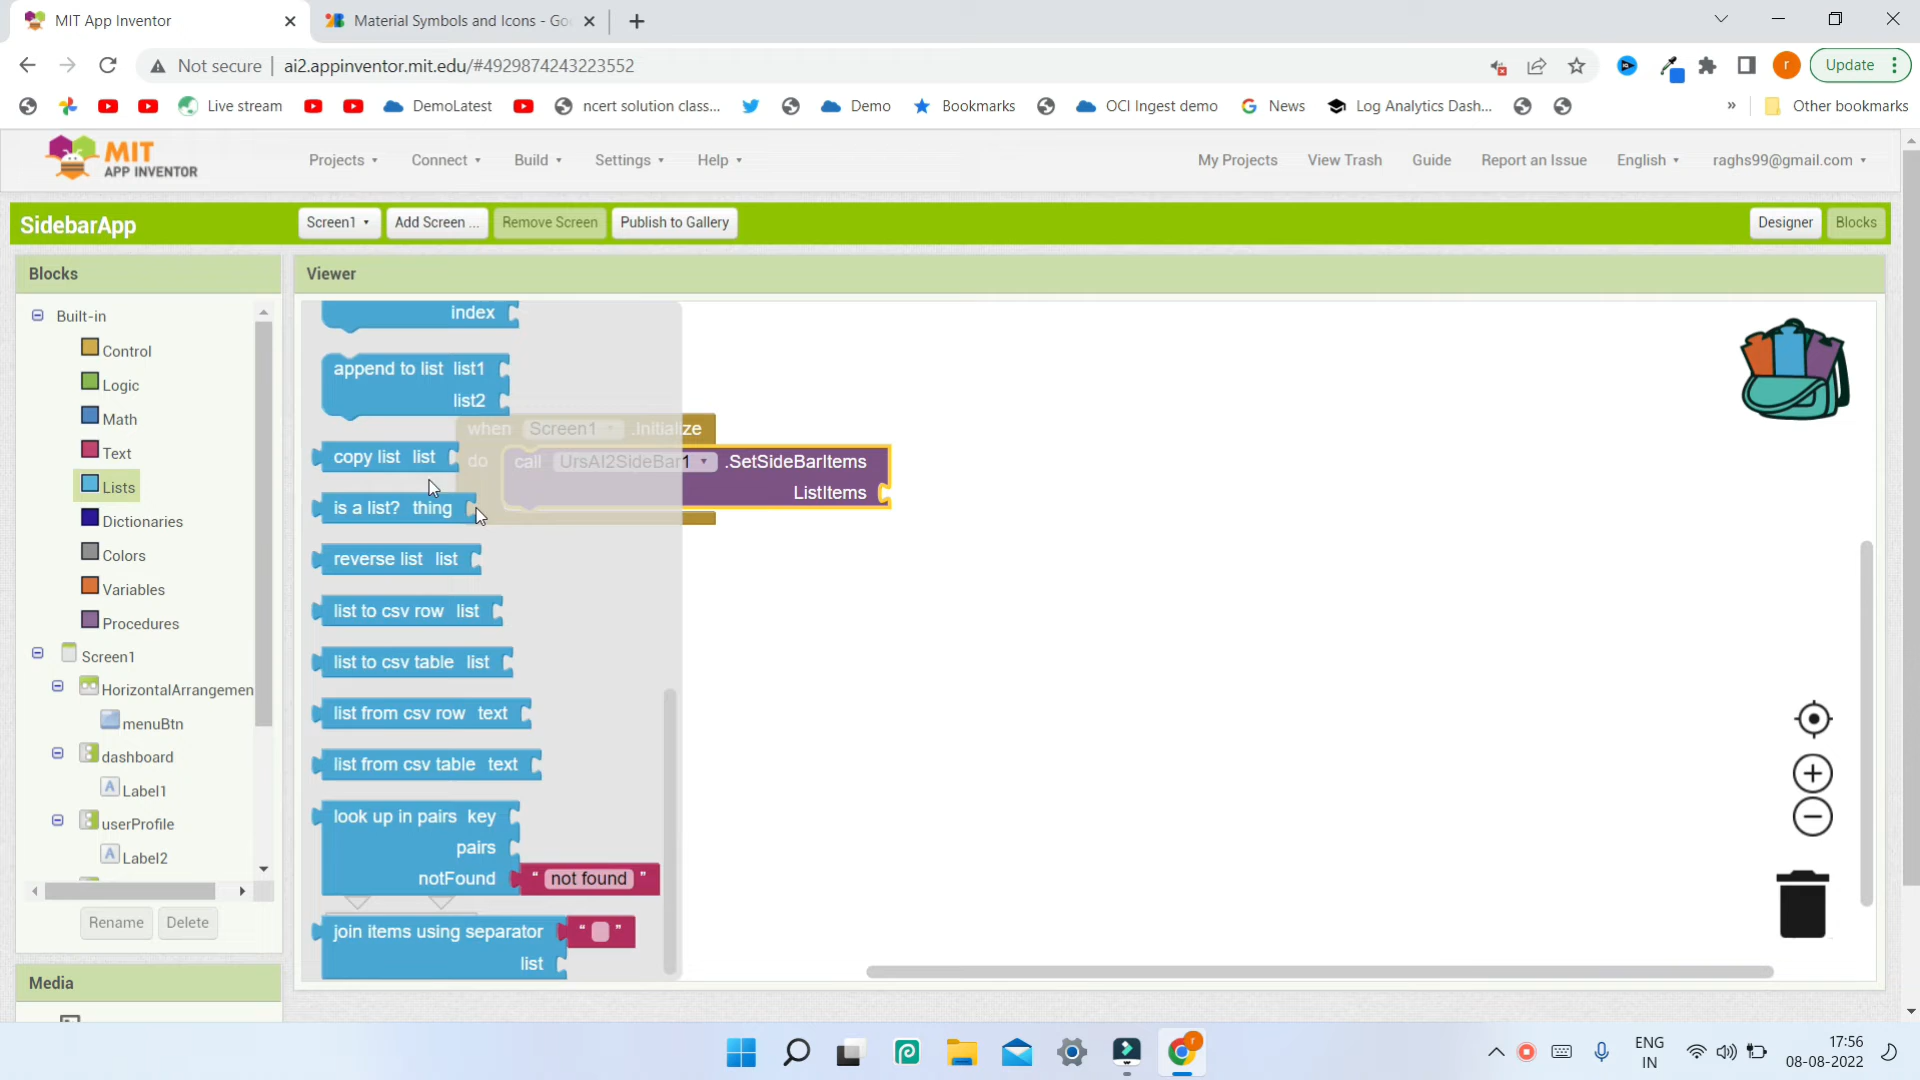 MIT App Inventor
Material Symbols and Icons - Goo
Not secure
ai2.appinventor.mit.edu/#4929874243223552
Update
Live stream
DemoLatest
ncert solution class...
Demo
Bookmarks
OCI Ingest demo
News
Log Analytics Dash...
»
Other bookmarks
MIT
APP INVENTOR
Projects
Connect
Build
Settings
Help
My Projects
View Trash
Guide
Report an Issue
English
raghs99@gmail.com
SidebarApp
Screen1
Add Screen ...
Remove Screen
Publish to Gallery
Designer
Blocks
Blocks
Viewer
Built-in
Control
Logic
Math
Text
Lists
Dictionaries
Colors
Variables
Procedures
Screen1
HorizontalArrangemen
menuBtn
dashboard
Label1
userProfile
Label2
Rename
Delete
Media
index
append to list list1
list2
copy list list
is a list? thing
reverse list list
list to csv row list
list to csv table list
list from csv row text
list from csv table text
look up in pairs key
pairs
notFound
“ not found ”
join items using separator
“ ”
list
when Screen1 .Initialize
do call UrsAI2SideBar1 .SetSideBarItems
ListItems
ENG
IN
17:56
08-08-2022